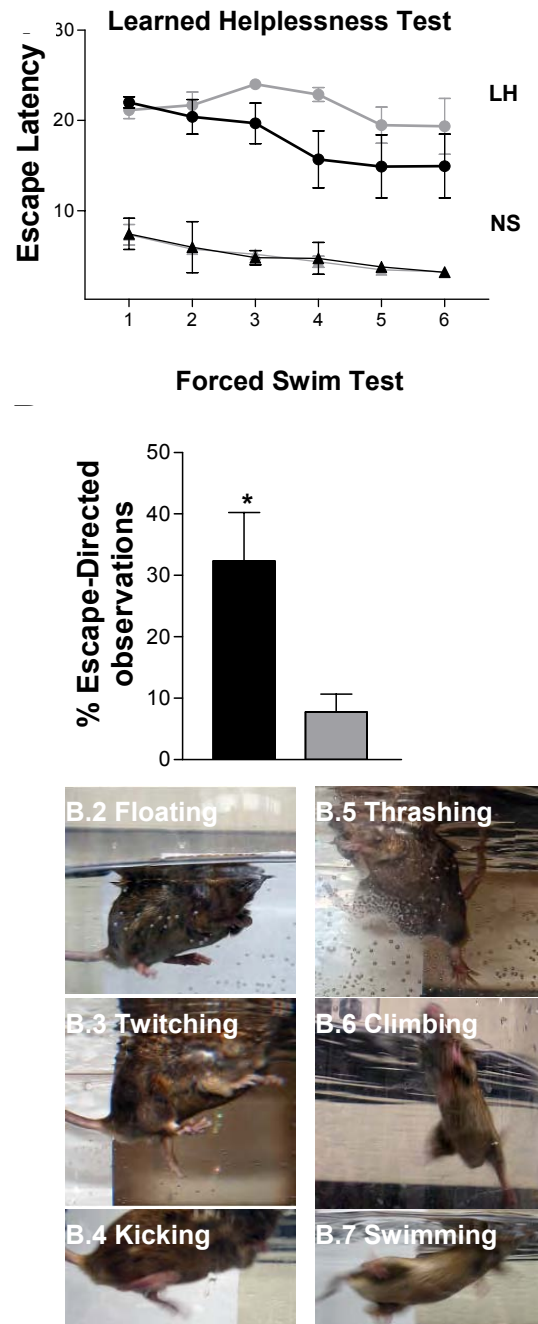 Learned Helplessness Test
Escape Latency
30
20
10
LH
NS
1 2 3 4 5 6
Forced Swim Test
% Escape-Directed
observations
50
40
30
20
10
0
*
B.2 Floating
B.5 Thrashing
B.3 Twitching
B.6 Climbing
B.4 Kicking
B.7 Swimming